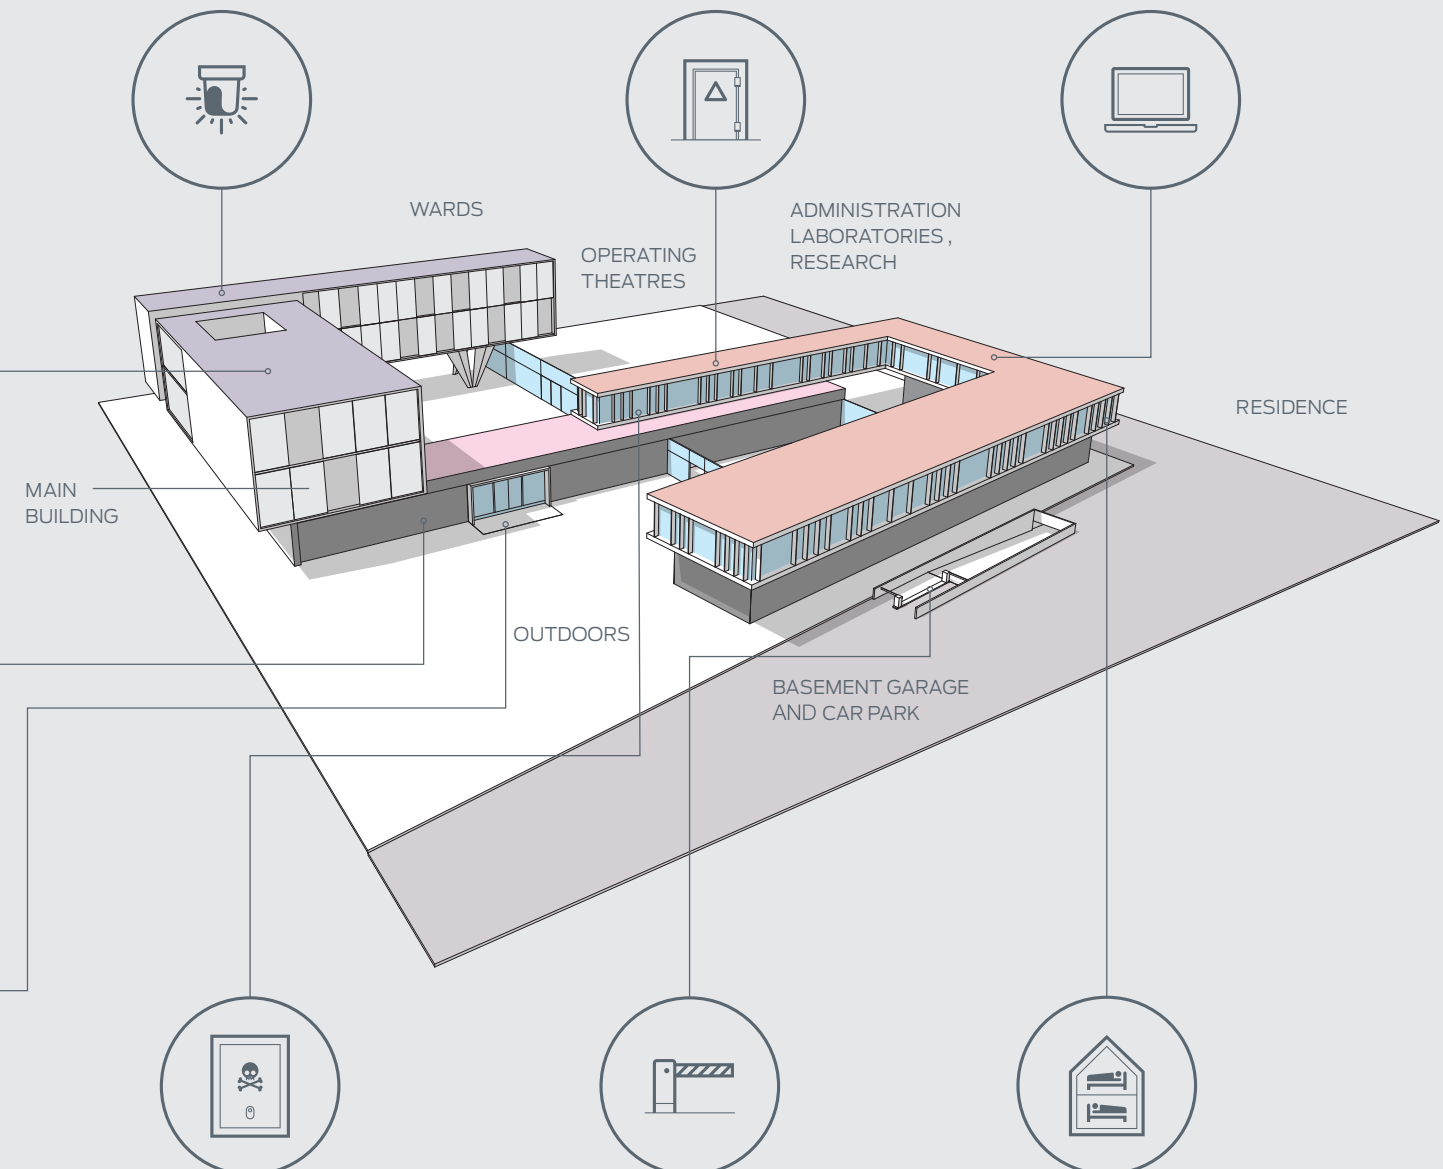 WARDS
OPERATING
THEATRES
ADMINISTRATION
LABORATORIES ,
RESEARCH
RESIDENCE
MAIN
BUILDING
OUTDOORS
BASEMENT GARAGE
AND CAR PARK